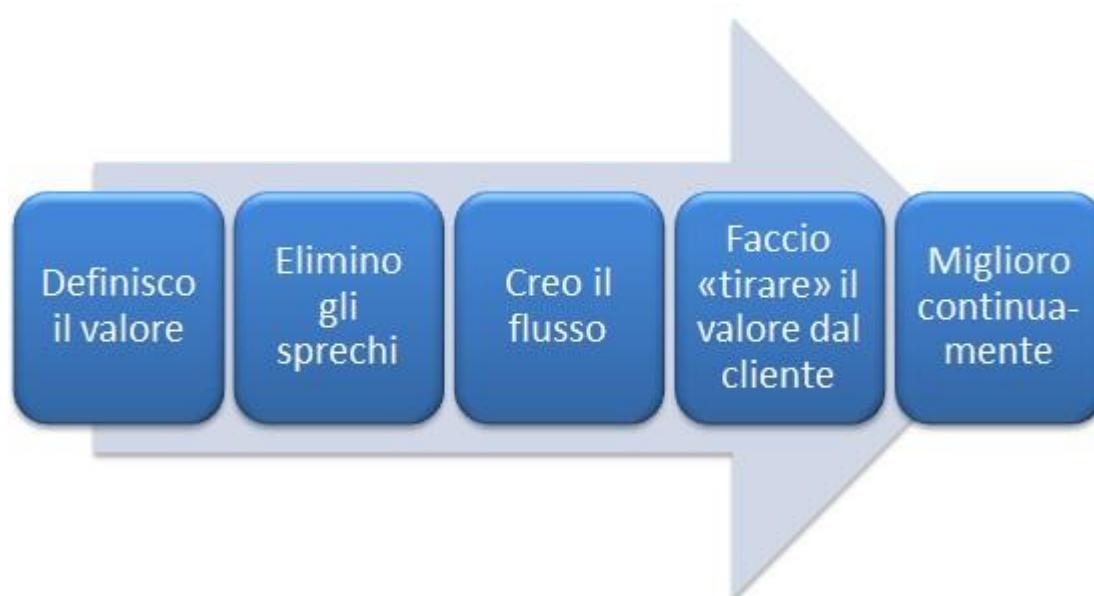 Definisco
il valore
Elimino
gli
sprechi
Creo il
flusso
Faccio
«tirare» il
valore dal
cliente
Miglioro
continua-
mente